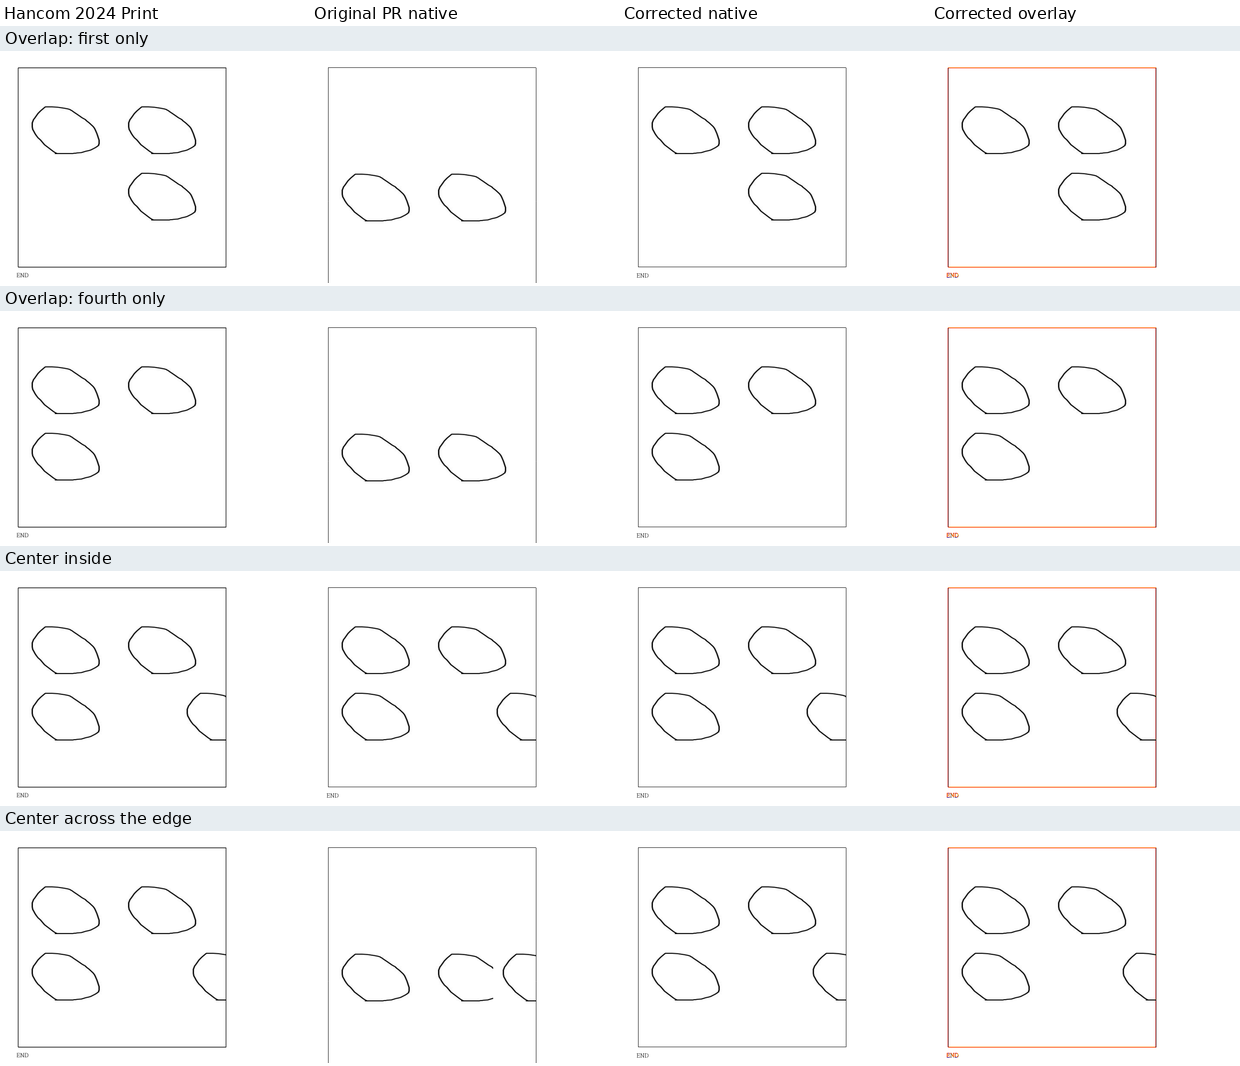 Hancom 2024 Print Original PR native Corrected native Corrected overlay
Overlap: first only
END END END
Overlap: fourth only
END END END
Center inside
END END END END
Center across the edge
END END END